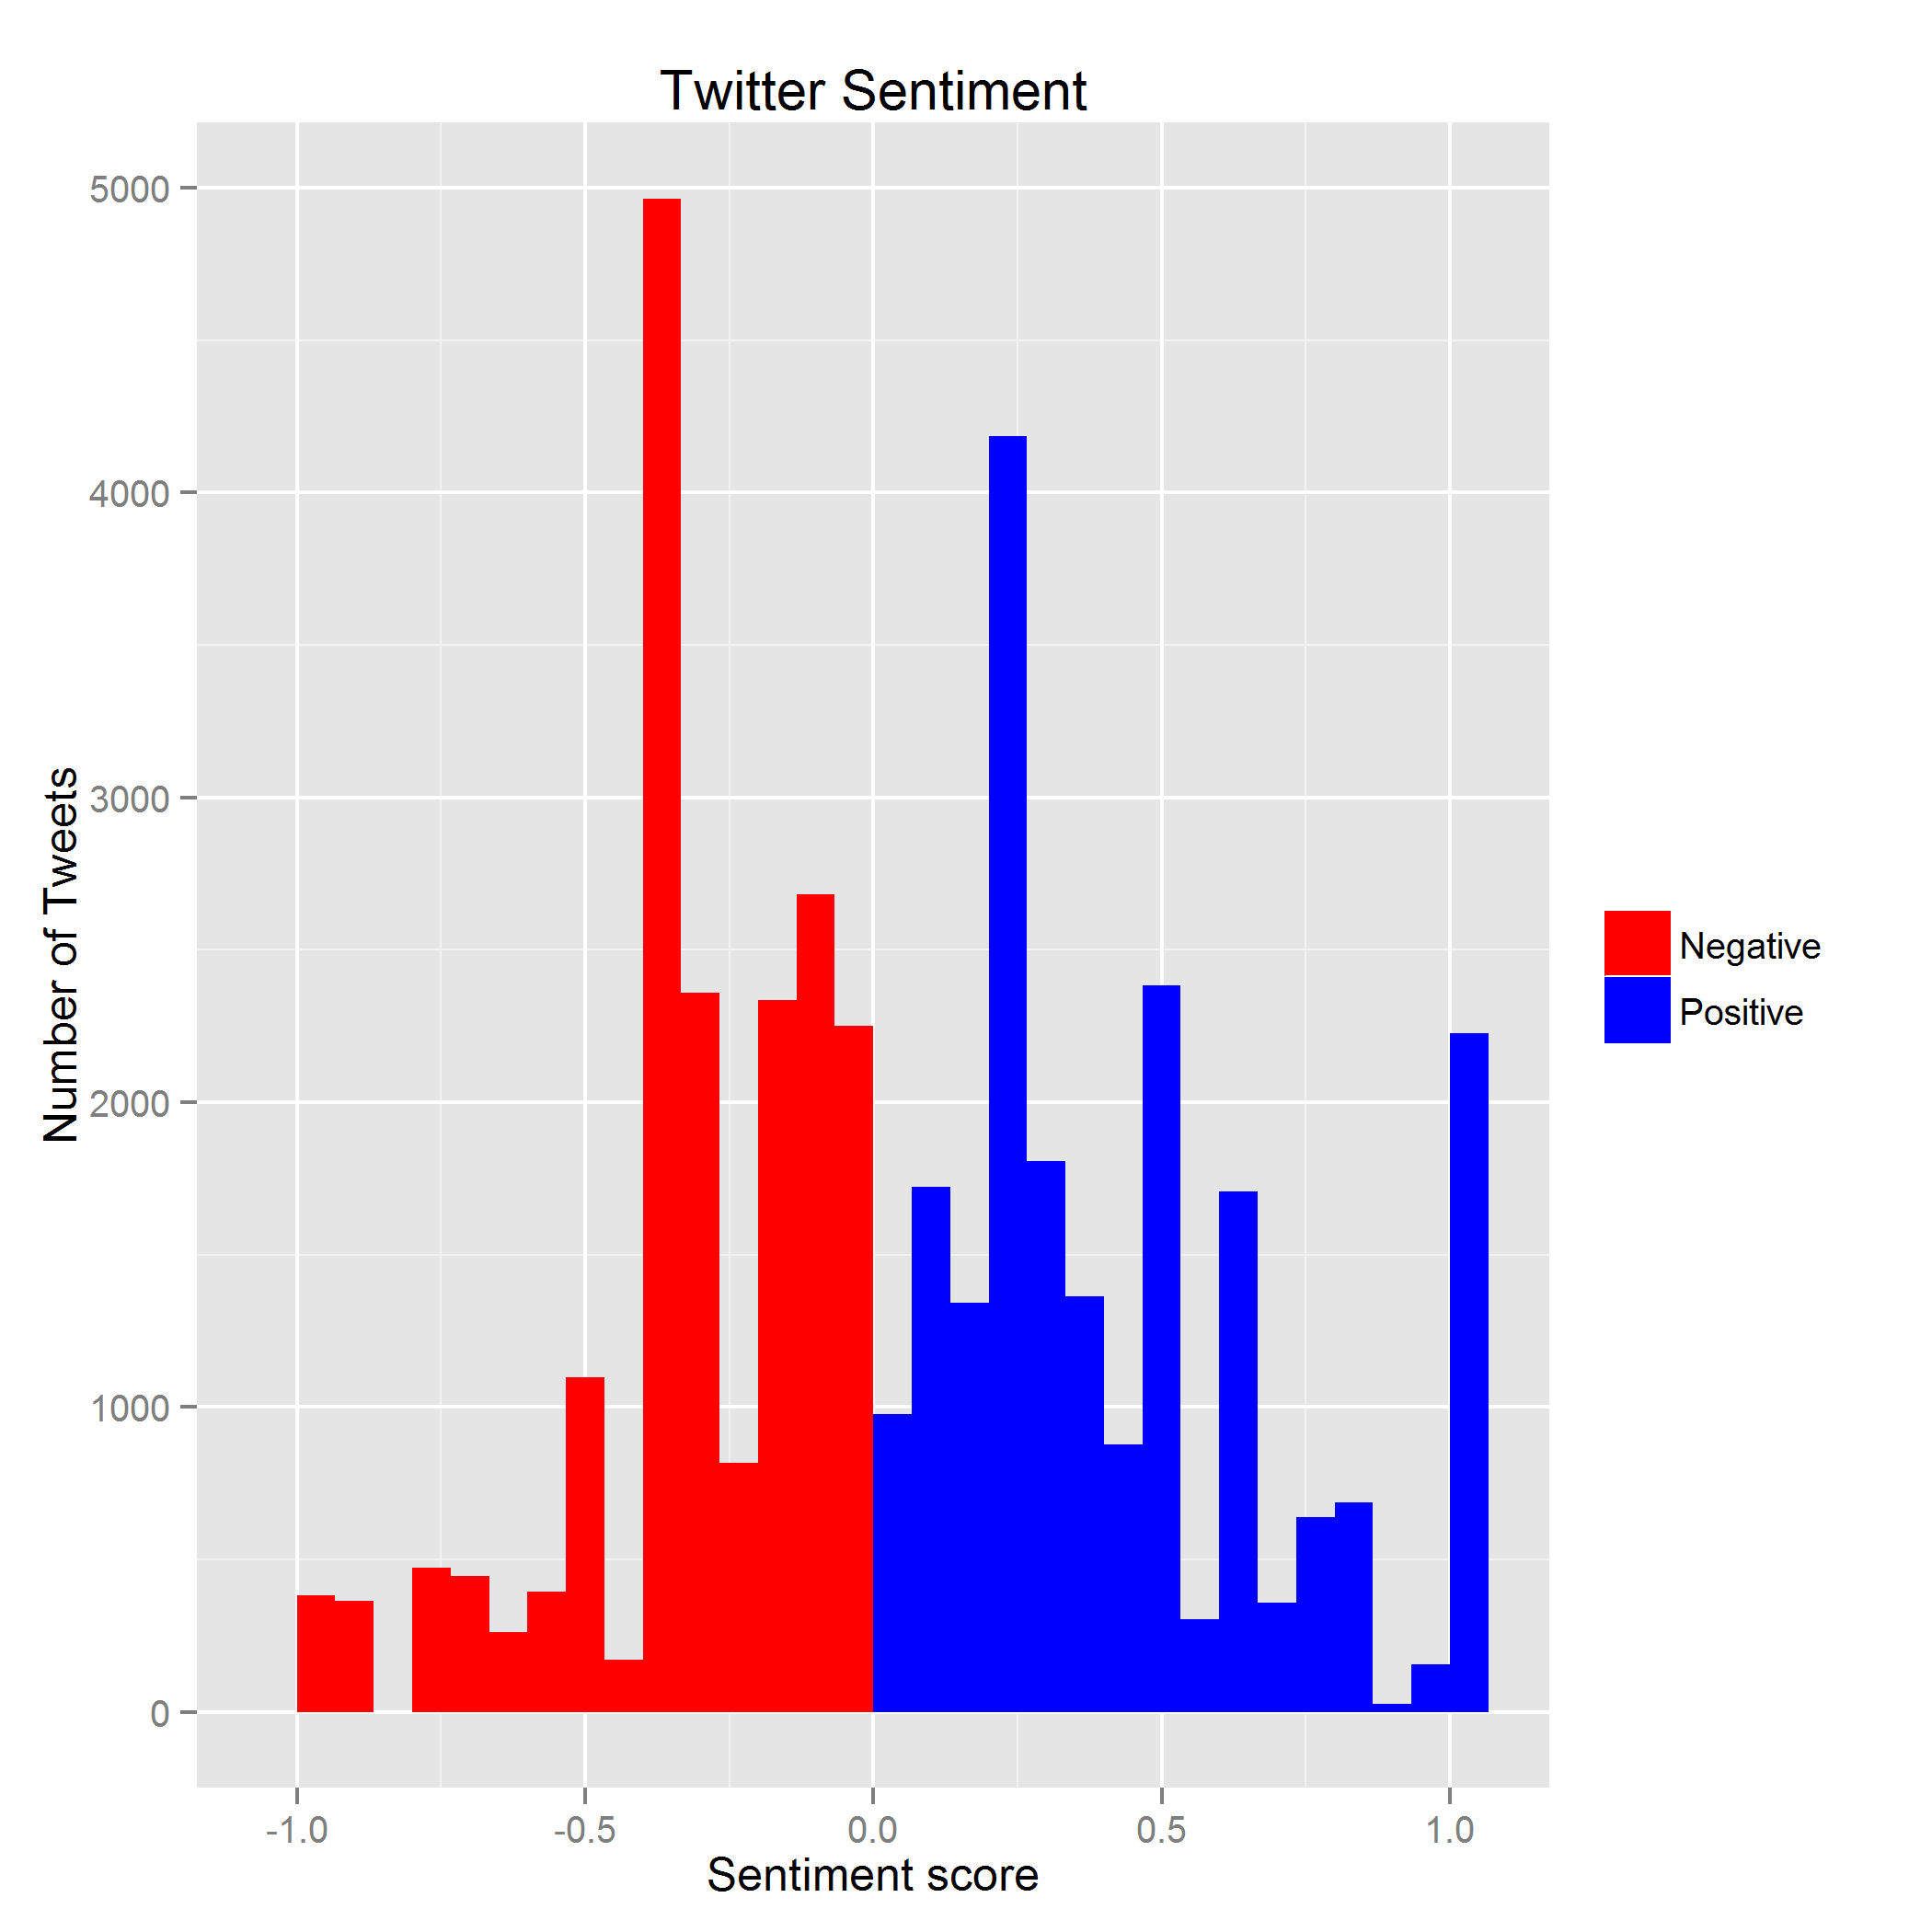 Twitter Sentiment
Number of Tweets
5000
4000
3000
2000
1000
0
-1.0
-0.5
0.0
0.5
1.0
Sentiment score
Negative
Positive